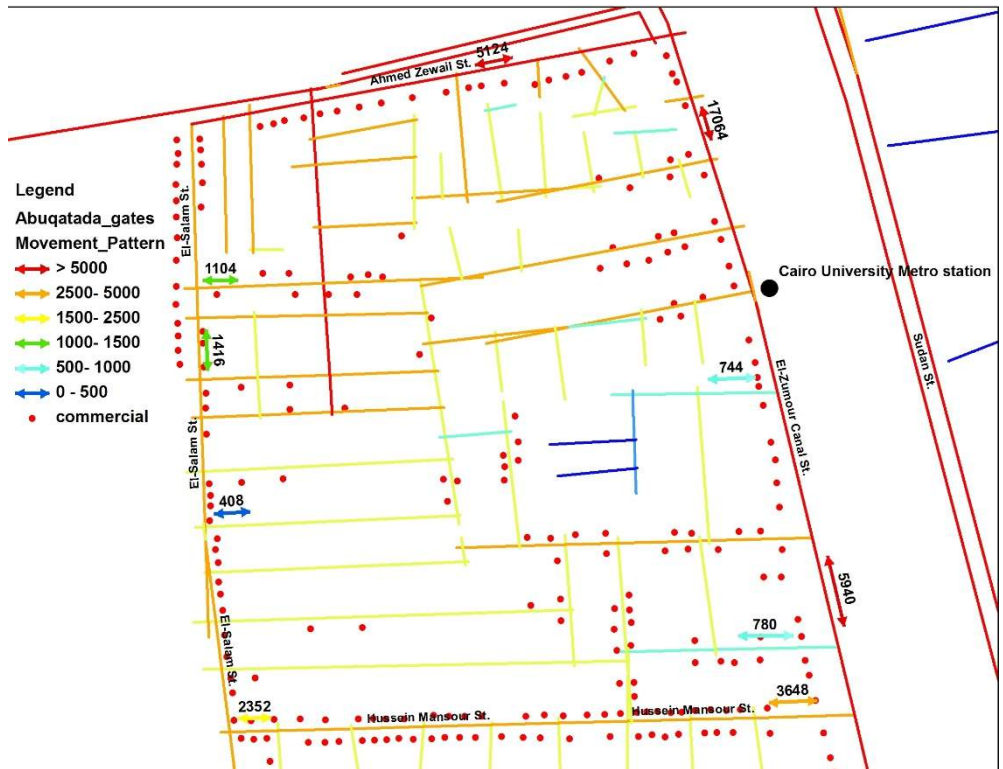 5124
Ahmed Zewail St.
17064
Legend
Abuqatada_gates
Movement_Pattern
> 5000
2500- 5000
1500- 2500
1000- 1500
500- 1000
0 - 500
commercial
El-Salam St.
1104
Cairo University Metro station
1416
744
Sudan St.
El-Zumour Canal St.
El-Salam St.
408
5940
780
El-Salam St.
3648
2352
Hussein Mansour St.
Hussein Mansour St.